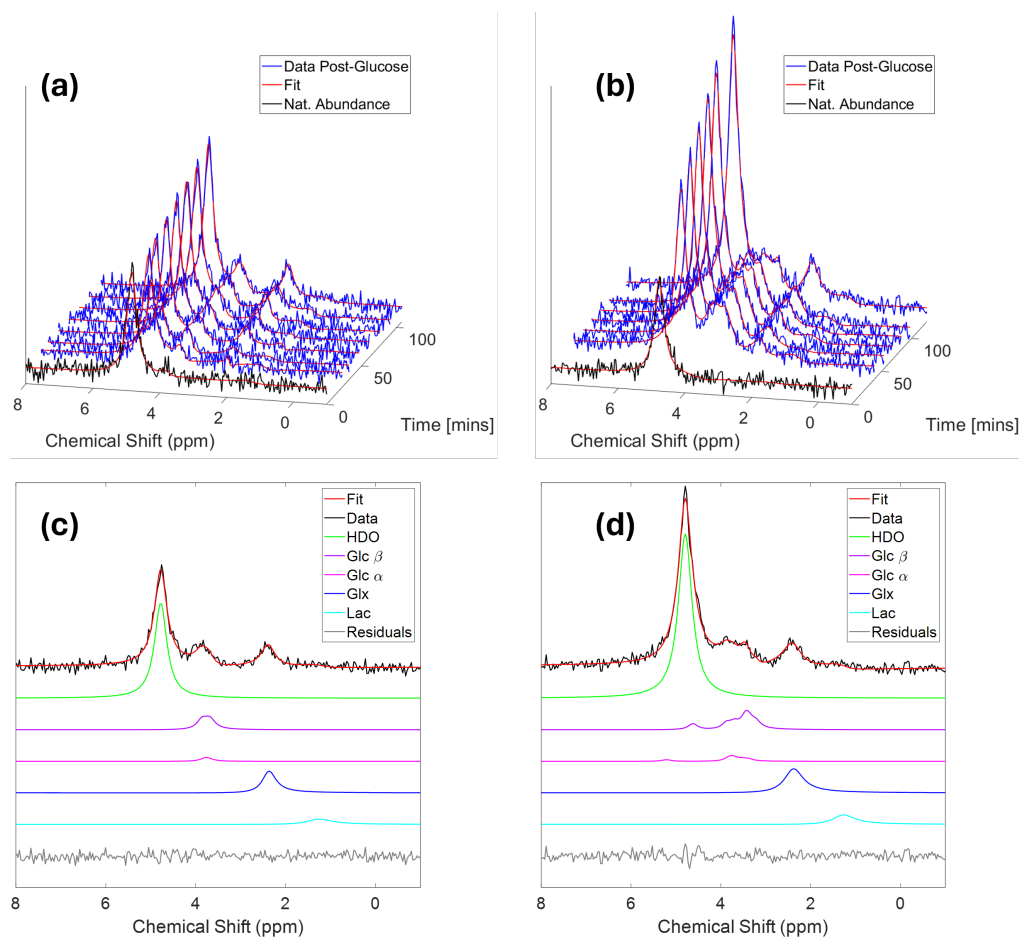 (a)
Data Post-Glucose
Fit
Nat. Abundance
100
50
0
8
6
4
2
0
Chemical Shift (ppm)
Time [mins]
(b)
Data Post-Glucose
Fit
Nat. Abundance
100
50
0
8
6
4
2
0
Chemical Shift (ppm)
Time [mins]
(c)
Fit
Data
HDO
Glc β
Glc α
Glx
Lac
Residuals
8
6
4
2
0
Chemical Shift (ppm)
(d)
Fit
Data
HDO
Glc β
Glc α
Glx
Lac
Residuals
8
6
4
2
0
Chemical Shift (ppm)